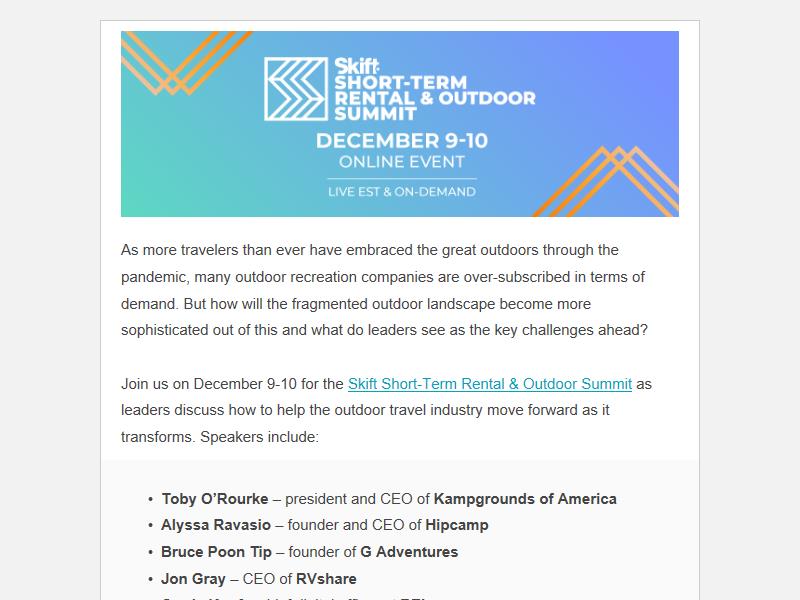 Skift
SHORT-TERM
RENTAL & OUTDOOR
SUMMIT
DECEMBER 9-10
ONLINE EVENT
LIVE EST & ON-DEMAND
As more travelers than ever have embraced the great outdoors through the
pandemic, many outdoor recreation companies are over-subscribed in terms of
demand. But how will the fragmented outdoor landscape become more
sophisticated out of this and what do leaders see as the key challenges ahead?
Join us on December 9-10 for the Skift Short-Term Rental & Outdoor Summit as
leaders discuss how to help the outdoor travel industry move forward as it
transforms. Speakers include:
• Toby O’Rourke – president and CEO of Kampgrounds of America
• Alyssa Ravasio – founder and CEO of Hipcamp
• Bruce Poon Tip – founder of G Adventures
• Jon Gray – CEO of RVshare